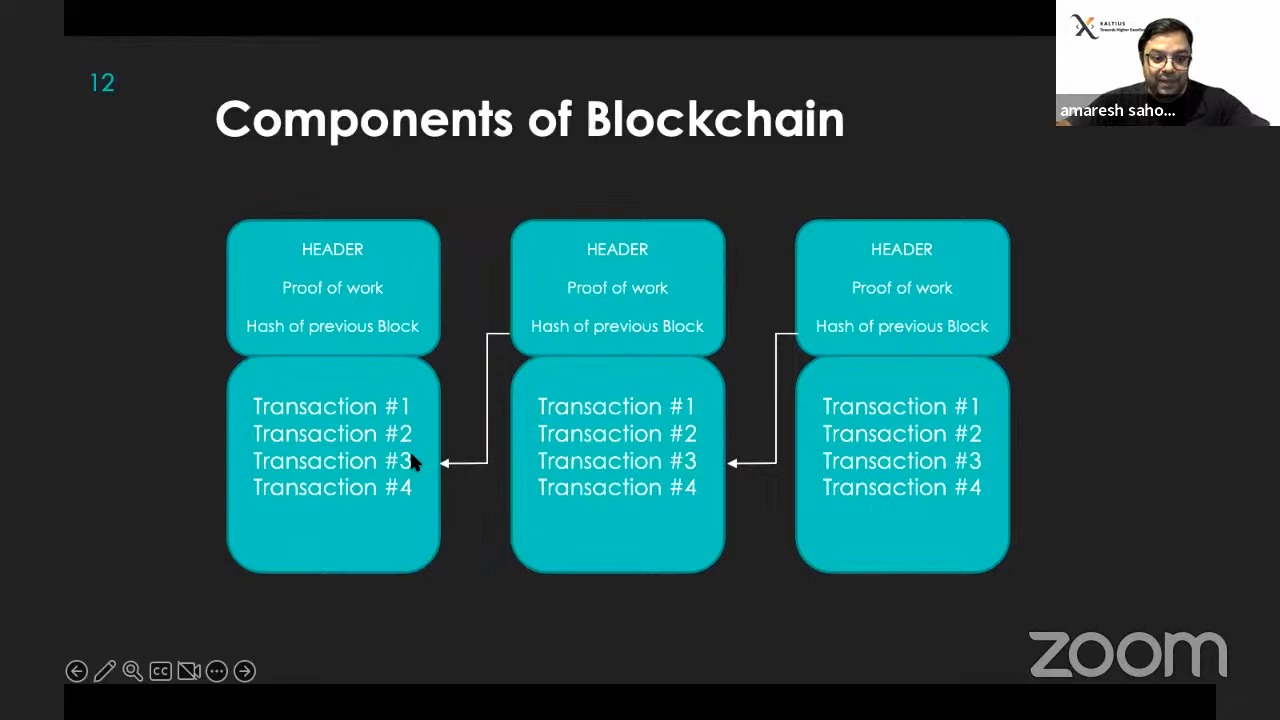 12
Components of Blockchain
KALTIUS
Towards Higher Excellen
amaresh saho...
HEADER
Proof of work
Hash of previous Block
Transaction #1
Transaction #2
Transaction #3
Transaction #4
HEADER
Proof of work
Hash of previous Block
Transaction #1
Transaction #2
Transaction #3
Transaction #4
HEADER
Proof of work
Hash of previous Block
Transaction #1
Transaction #2
Transaction #3
Transaction #4
CC
zoom